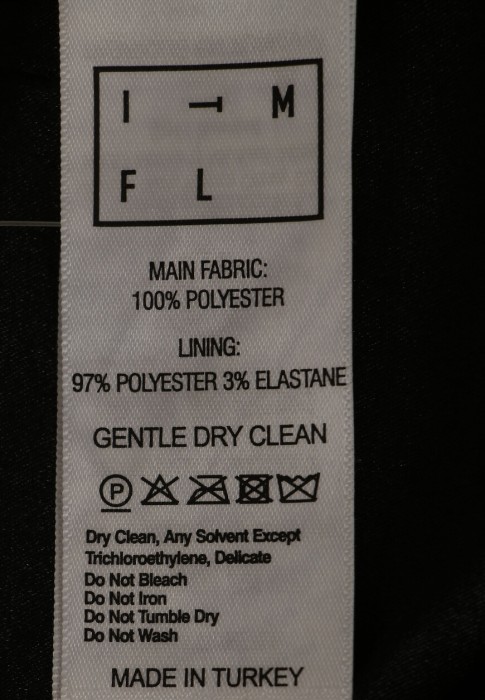 I T M
F L
MAIN FABRIC:
100% POLYESTER
LINING:
97% POLYESTER 3% ELASTANE
GENTLE DRY CLEAN
P
Dry Clean, Any Solvent Except
Trichloroethylene, Delicate
Do Not Bleach
Do Not Iron
Do Not Tumble Dry
Do Not Wash
MADE IN TURKEY